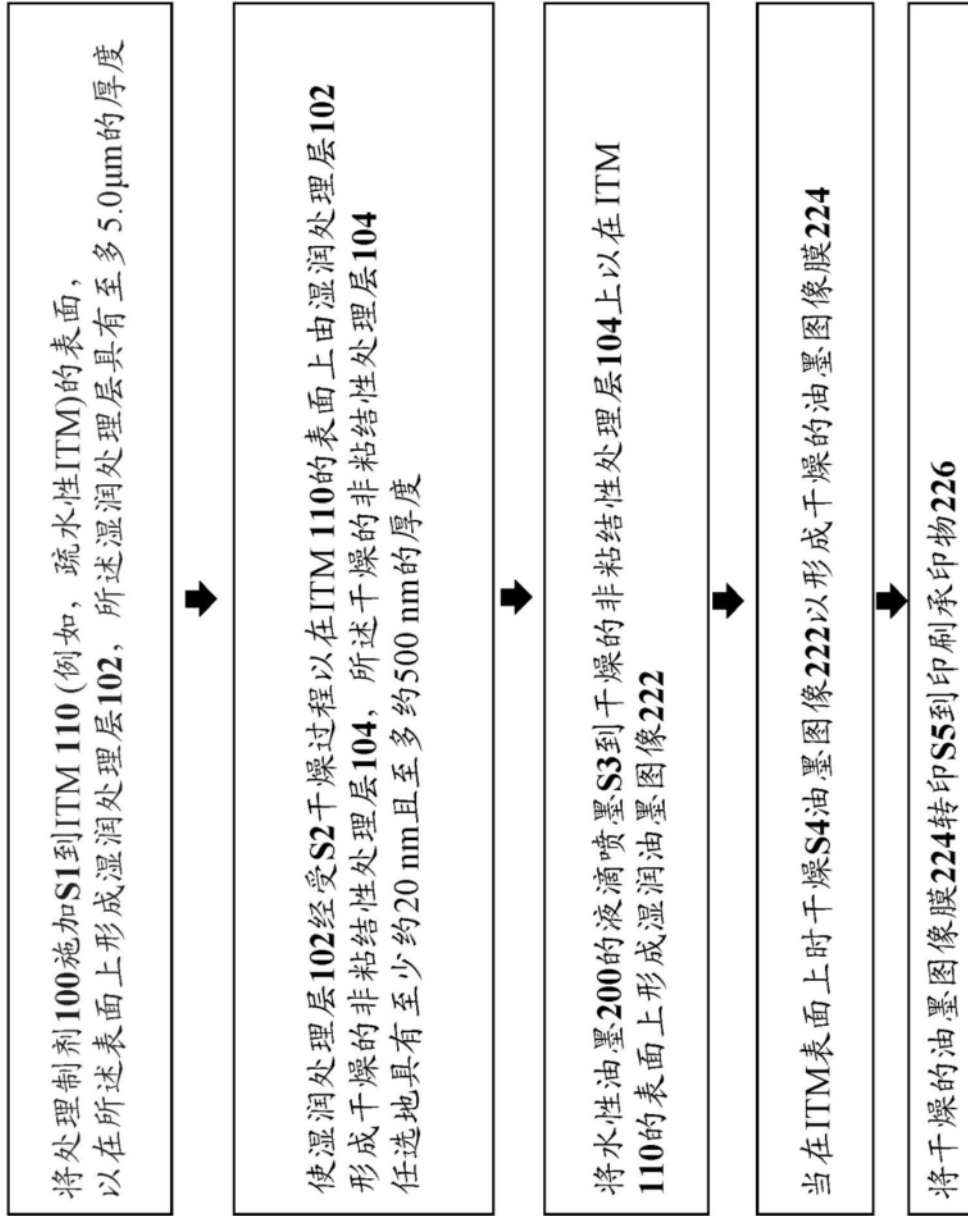 将处理制剂100施加S1到ITM 110 (例如，疏水性ITM)的表面，
以在所述表面上形成湿润处理层102，所述湿润处理层具有至多5.0μm的厚度
使湿润处理层102经受S2干燥过程以在ITM 110的表面上由湿润处理层102
形成干燥的非粘结性处理层104，所述干燥的非粘结性处理层104
任选地具有至少约20 nm且至多约500 nm的厚度
将水性油墨200的液滴喷墨S3到干燥的非粘结性处理层104上以在ITM
110的表面上形成湿润油墨图像222
当在ITM表面上时干燥S4油墨图像222以形成干燥的油墨图像膜224
将干燥的油墨图像膜224转印S5到印刷承印物226